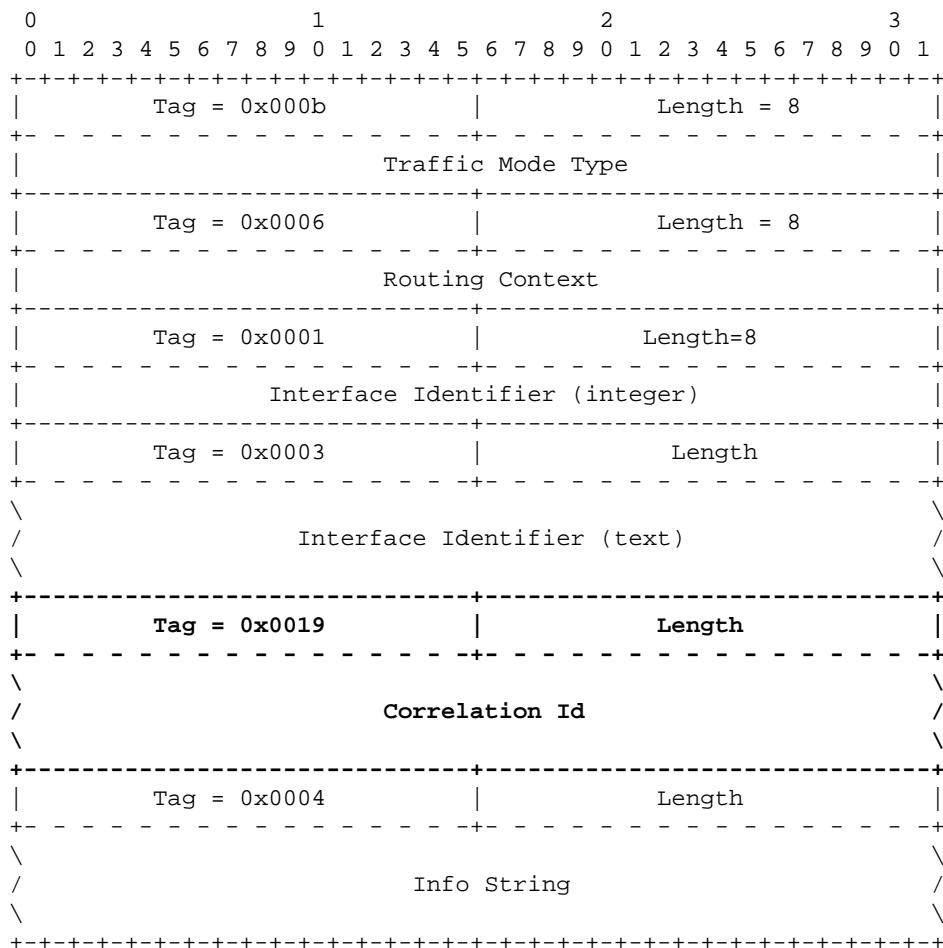 0                   1                   2                   3
 0 1 2 3 4 5 6 7 8 9 0 1 2 3 4 5 6 7 8 9 0 1 2 3 4 5 6 7 8 9 0 1
+-+-+-+-+-+-+-+-+-+-+-+-+-+-+-+-+-+-+-+-+-+-+-+-+-+-+-+-+-+-+-+-+
|         Tag = 0x000b          |            Length = 8         |
+- - - - - - - - - - - - - - - -+- - - - - - - - - - - - - - - -+
|                         Traffic Mode Type                     |
+-------------------------------+-------------------------------+
|         Tag = 0x0006          |            Length = 8         |
+- - - - - - - - - - - - - - - -+- - - - - - - - - - - - - - - -+
|                         Routing Context                       |
+-------------------------------+-------------------------------+
|         Tag = 0x0001          |           Length=8            |
+- - - - - - - - - - - - - - - -+- - - - - - - - - - - - - - - -+
|                 Interface Identifier (integer)                |
+-------------------------------+-------------------------------+
|         Tag = 0x0003          |             Length            |
+- - - - - - - - - - - - - - - -+- - - - - - - - - - - - - - - -+
\                                                               \
/                   Interface Identifier (text)                 /
\                                                               \
+-------------------------------+-------------------------------+
|         Tag = 0x0019          |            Length             |
+- - - - - - - - - - - - - - - -+- - - - - - - - - - - - - - - -+
\                                                               \
/                         Correlation Id                        /
\                                                               \
+-------------------------------+-------------------------------+
|         Tag = 0x0004          |            Length             |
+- - - - - - - - - - - - - - - -+- - - - - - - - - - - - - - - -+
\                                                               \
/                           Info String                         /
\                                                               \
+-+-+-+-+-+-+-+-+-+-+-+-+-+-+-+-+-+-+-+-+-+-+-+-+-+-+-+-+-+-+-+-+